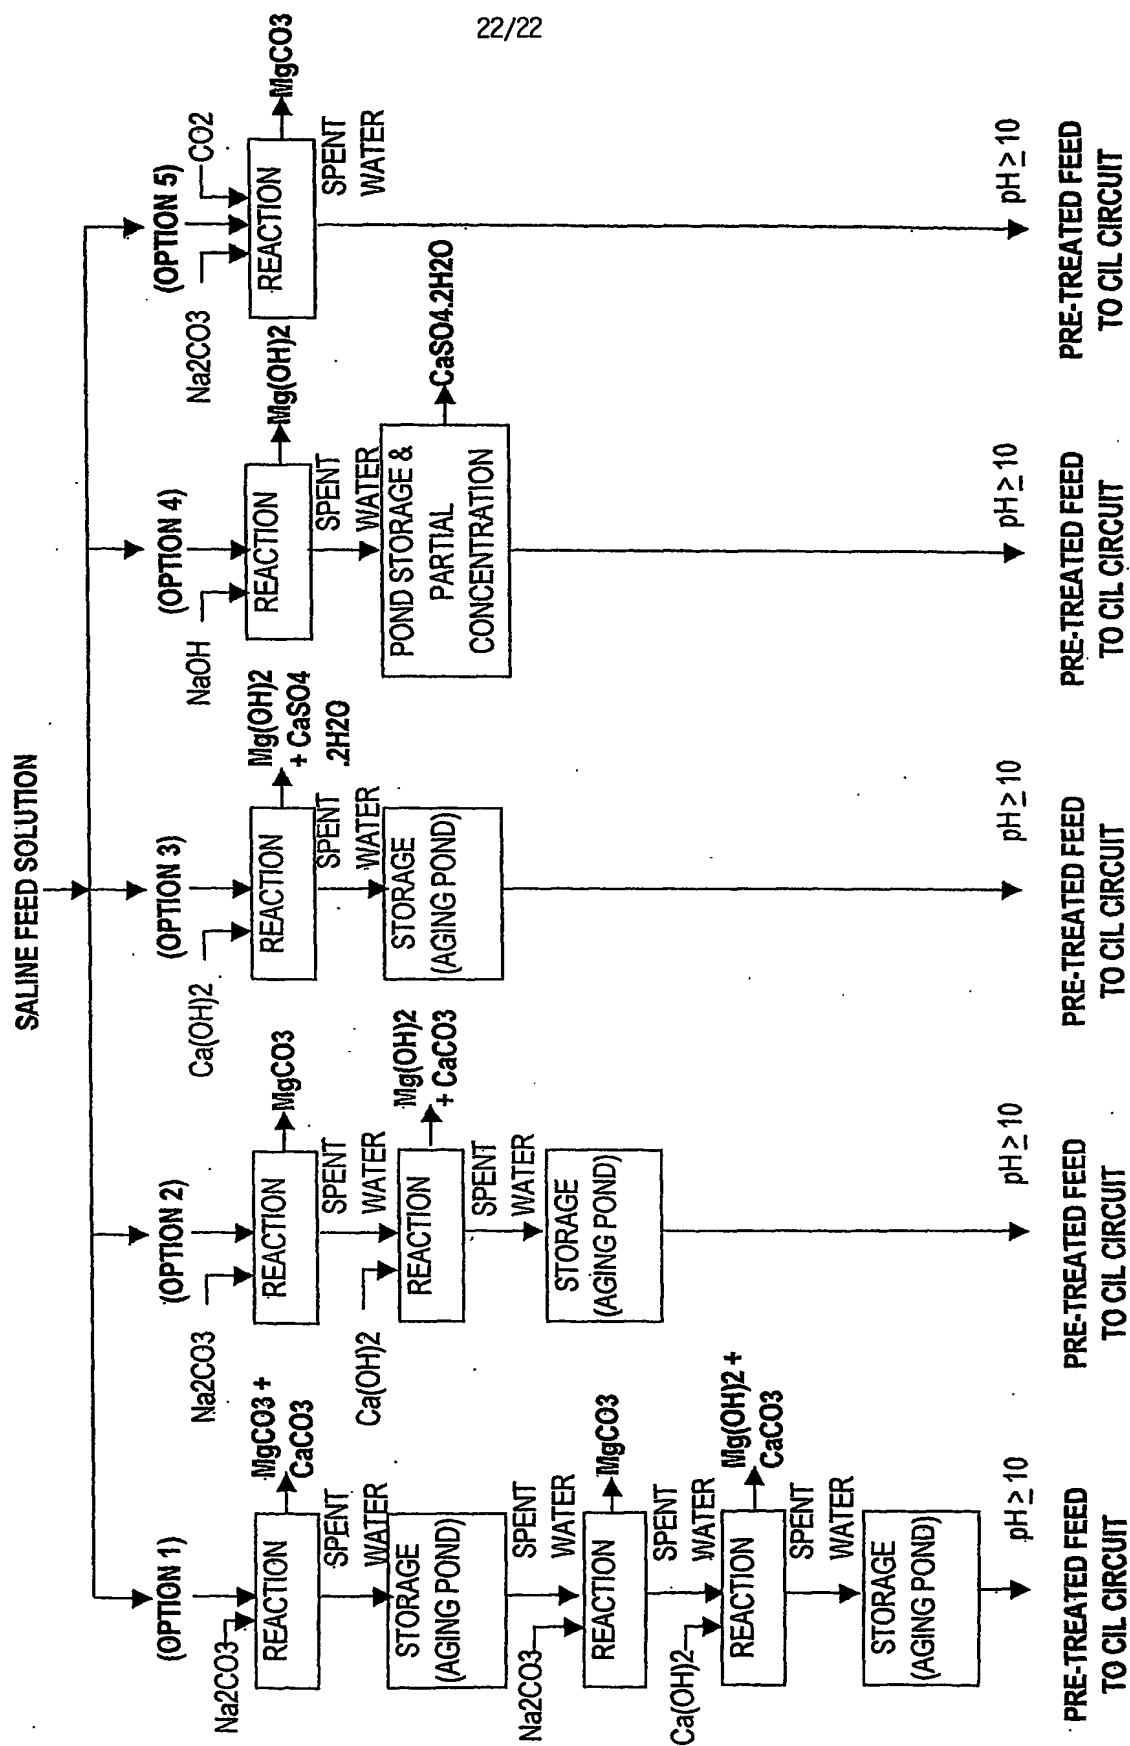 22/22
SALINE FEED SOLUTION
(OPTION 1)
Na2CO3
REACTION
MgCO3 +
CaCO3
SPENT
WATER
STORAGE
(AGING POND)
SPENT
WATER
Na2CO3
REACTION
MgCO3
SPENT
WATER
Ca(OH)2
REACTION
Mg(OH)2 +
CaCO3
SPENT
WATER
STORAGE
(AGING POND)
pH ≥ 10
PRE-TREATED FEED
TO CIL CIRCUIT
(OPTION 2)
Na2CO3
REACTION
MgCO3
SPENT
WATER
Ca(OH)2
REACTION
Mg(OH)2
+ CaCO3
SPENT
WATER
STORAGE
(AGING POND)
pH ≥ 10
PRE-TREATED FEED
TO CIL CIRCUIT
(OPTION 3)
Ca(OH)2
REACTION
Mg(OH)2
+ CaSO4
.2H2O
SPENT
WATER
STORAGE
(AGING POND)
pH ≥ 10
PRE-TREATED FEED
TO CIL CIRCUIT
(OPTION 4)
NaOH
REACTION
Mg(OH)2
SPENT
WATER
POND STORAGE &
PARTIAL
CONCENTRATION
CaSO4.2H2O
pH ≥ 10
PRE-TREATED FEED
TO CIL CIRCUIT
(OPTION 5)
Na2CO3
CO2
REACTION
MgCO3
SPENT
WATER
pH ≥ 10
PRE-TREATED FEED
TO CIL CIRCUIT